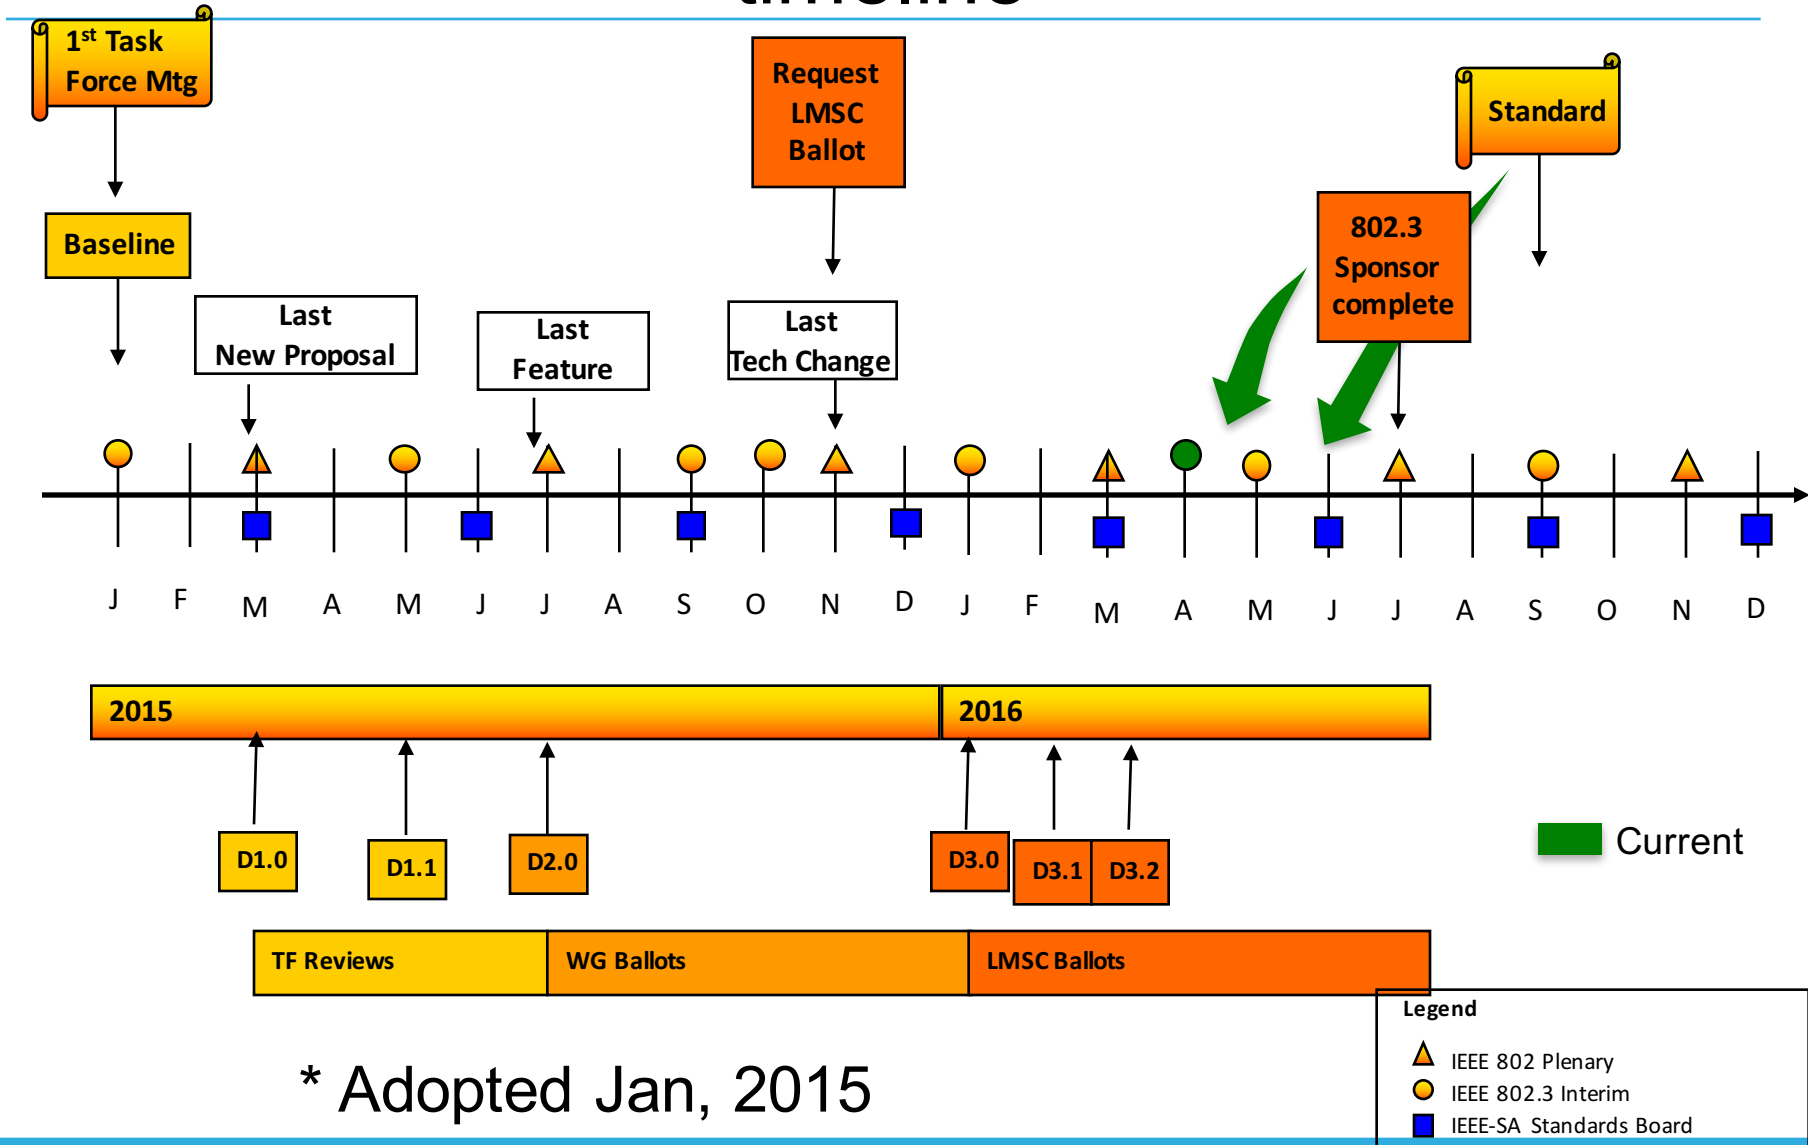 timeline
1st Task
Force Mtg
Request
LMSC
Ballot
Standard
Baseline
802.3
Sponsor
complete
Last
New Proposal
Last
Feature
Last
Tech Change
J F M A M J J A S O N D J F M A M J J A S O N D
2015 2016
D1.0 D1.1 D2.0 D3.0 D3.1 D3.2
Current
TF Reviews WG Ballots LMSC Ballots
Legend
IEEE 802 Plenary
IEEE 802.3 Interim
IEEE-SA Standards Board
* Adopted Jan, 2015